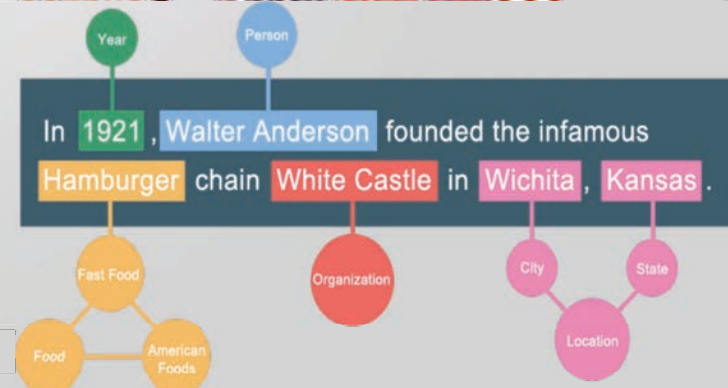 Year
Person
In 1921 , Walter Anderson founded the infamous
Hamburger chain White Castle in Wichita , Kansas .
Fast Food
Organization
City
State
Food
American
Foods
Location